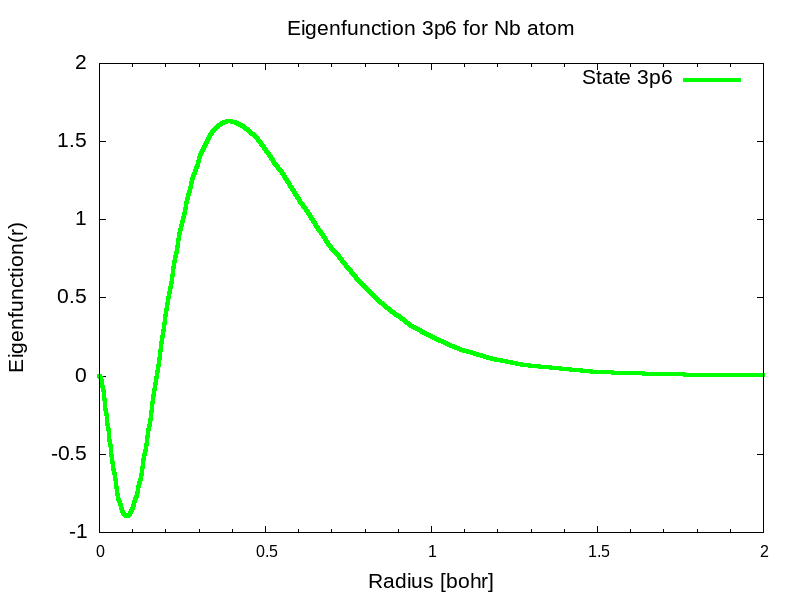 Eigenfunction 3p6 for Nb atom
State 3p6
Eigenfunction(r)
2
1.5
1
0.5
0
-0.5
-1
0 0.5 1 1.5 2
Radius [bohr]